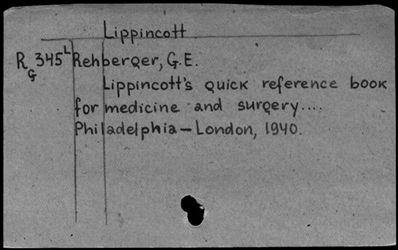 Lippincott
R 345L Rehberger, G.E.
G
Lippincott's quick reference book
for medicine and surgery....
Philadelphia—London, 1940.